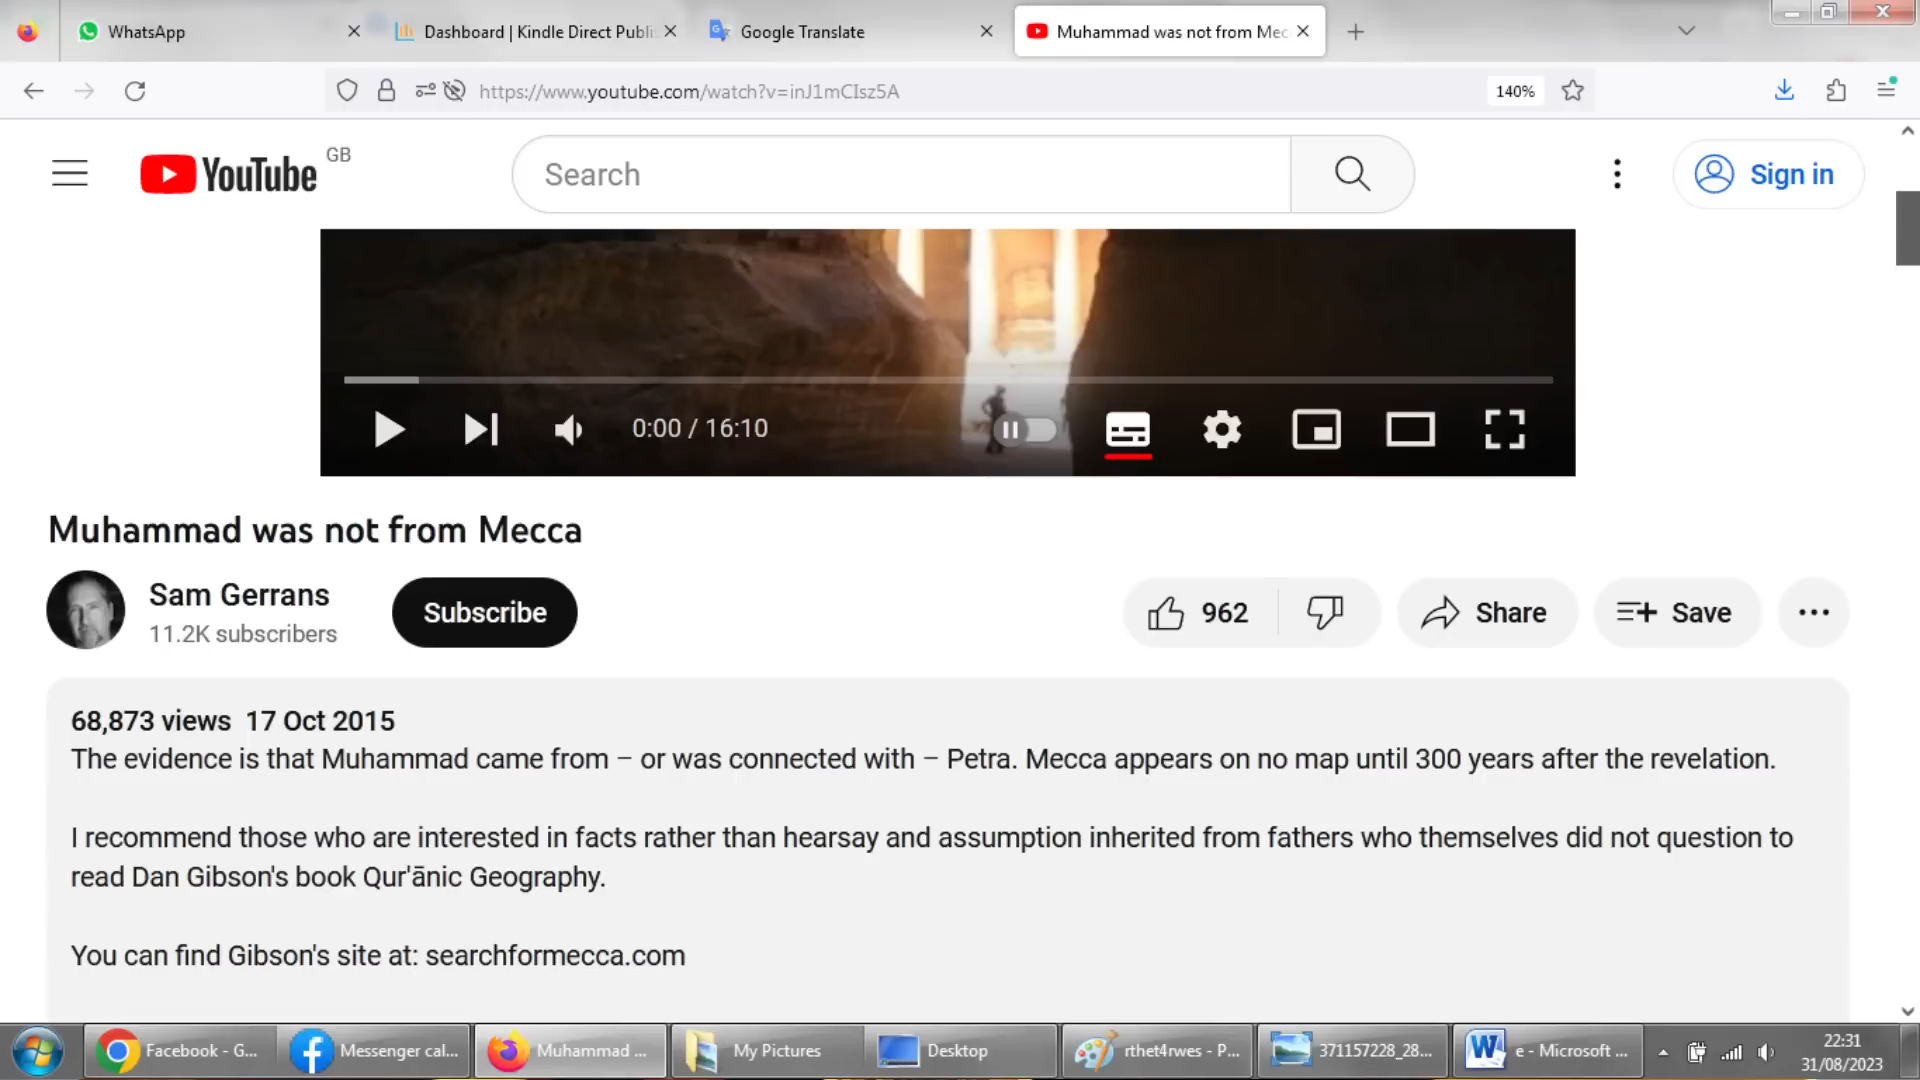 WhatsApp
Dashboard | Kindle Direct Publi
Google Translate
Muhammad was not from Mec
https://www.youtube.com/watch?v=inJ1mCIsz5A
140%
YouTube GB
Search
Sign in
0:00 / 16:10
Muhammad was not from Mecca
Sam Gerrans
11.2K subscribers
Subscribe
962
Share
Save
68,873 views 17 Oct 2015
The evidence is that Muhammad came from – or was connected with – Petra. Mecca appears on no map until 300 years after the revelation.
I recommend those who are interested in facts rather than hearsay and assumption inherited from fathers who themselves did not question to
read Dan Gibson's book Qur'ānic Geography.
You can find Gibson's site at: searchformecca.com
Facebook - G...
Messenger cal...
Muhammad ...
My Pictures
Desktop
rthet4rwes - P...
371157228_28...
e - Microsoft ...
22:31
31/08/2023